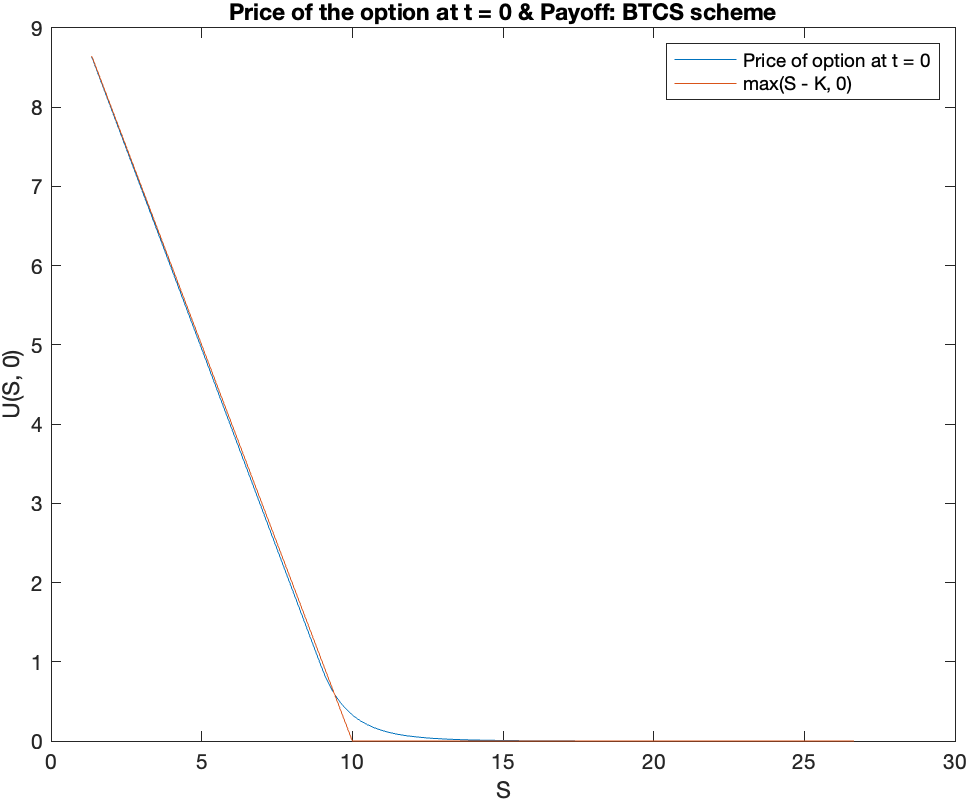 Price of the option at t = 0 & Payoff: BTCS scheme
Price of option at t = 0
max(S - K, 0)
9
8
7
6
5
4
3
2
1
0
U(S, 0)
0 5 10 15 20 25 30
S